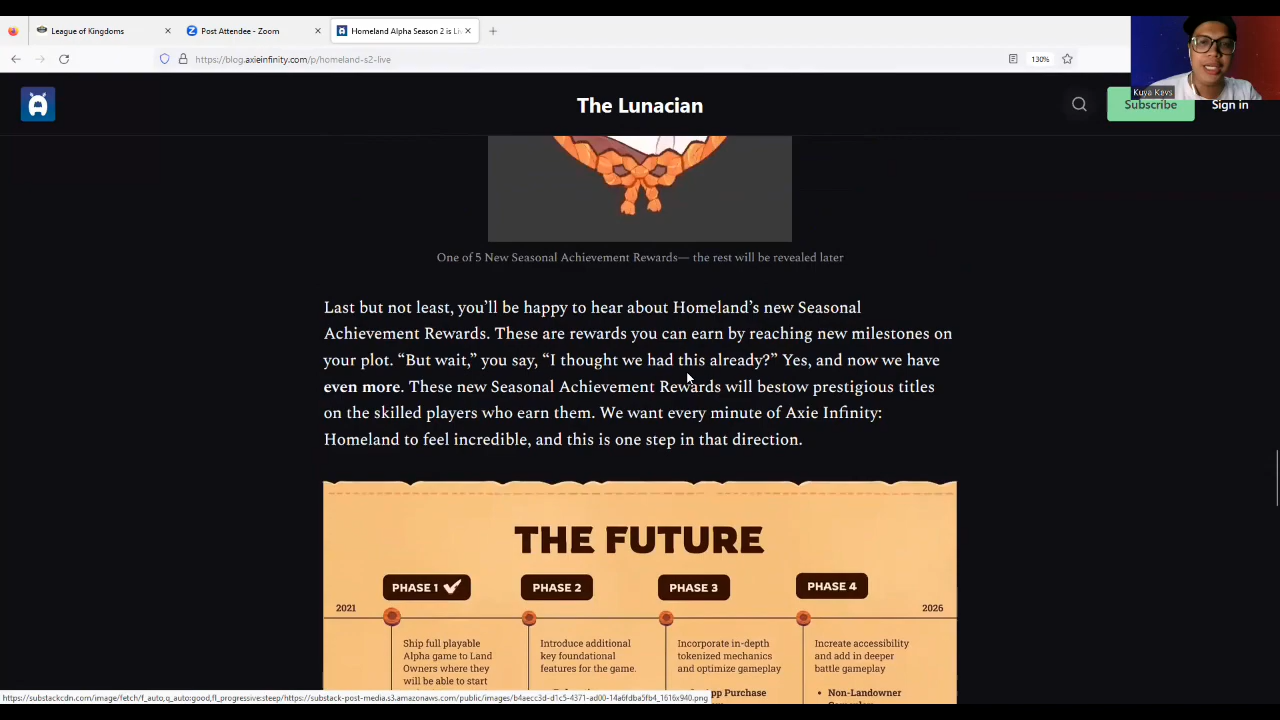 League of Kingdoms
Post Attendee - Zoom
Homeland Alpha Season 2 is Liv
https://blog.axieinfinity.com/p/homeland-s2-live
130%
Kuya Kevs
The Lunacian
Subscribe
Sign in
One of 5 New Seasonal Achievement Rewards— the rest will be revealed later
Last but not least, you’ll be happy to hear about Homeland’s new Seasonal
Achievement Rewards. These are rewards you can earn by reaching new milestones on
your plot. “But wait,” you say, “I thought we had this already?” Yes, and now we have
even more. These new Seasonal Achievement Rewards will bestow prestigious titles
on the skilled players who earn them. We want every minute of Axie Infinity:
Homeland to feel incredible, and this is one step in that direction.
THE FUTURE
PHASE 1
PHASE 2
PHASE 3
PHASE 4
2021
2026
Ship full playable
Alpha game to Land
Owners where they
will be able to start
Introduce additional
key foundational
features for the game.
Incorporate in-depth
tokenized mechanics
and optimize gameplay
pp Purchase
Increate accessibility
and add in deeper
battle gameplay
• Non-Landowner
https://substackcdn.com/image/fetch/f_auto,q_auto:good,fl_progressive:steep/https://substack-post-media.s3.amazonaws.com/public/images/b4aecc3d-d1c5-4371-ad00-14a6fdba5fb4_1616x940.png